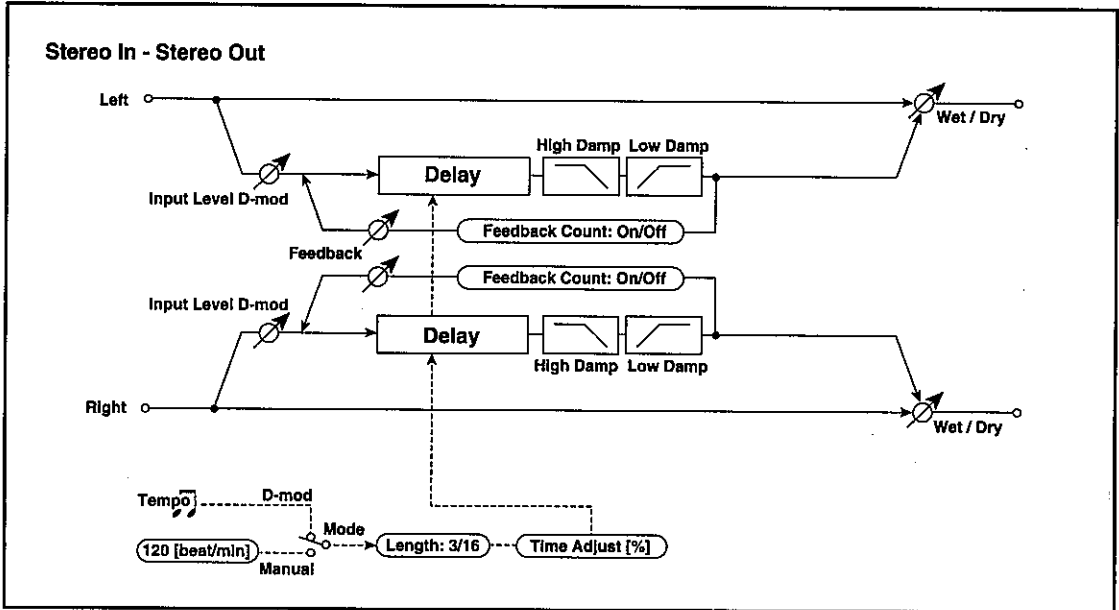 Stereo In - Stereo Out
Left
Wet / Dry
High Damp
Low Damp
Delay
Input Level D-mod
Feedback Count: On/Off
Feedback
Feedback Count: On/Off
Input Level D-mod
Delay
High Damp
Low Damp
Right
Wet / Dry
Tempo
D-mod
Mode
120 [beat/min]
Length: 3/16
Time Adjust [%]
Manual